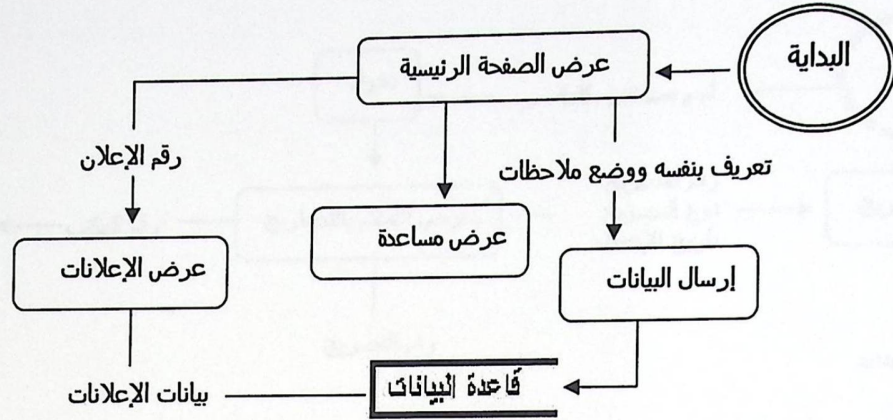 البداية
عرض الصفحة الرئيسية
تعريف بنفسه ووضع ملاحظات
رقم الإعلان
عرض مساعدة
عرض الإعلانات
إرسال البيانات
قاعدة البيانات
بيانات الإعلانات